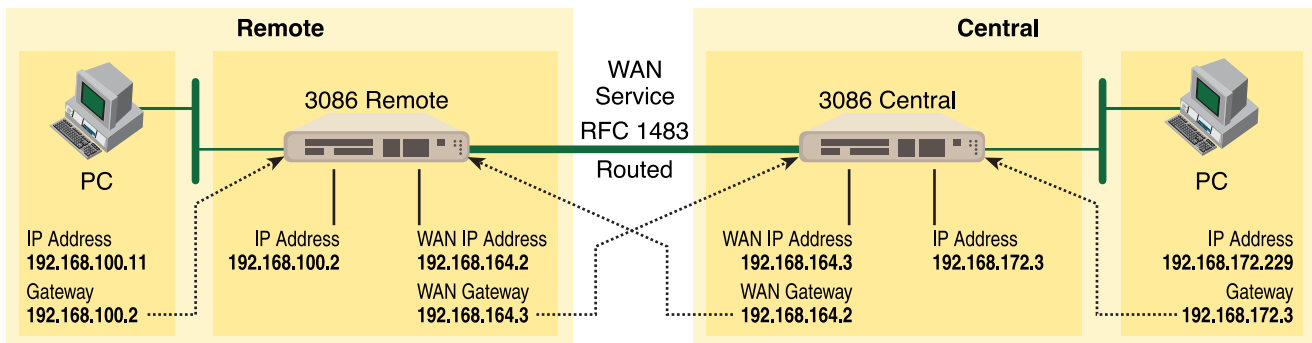 Remote
Central
WAN
Service
RFC 1483
Routed
3086 Remote
3086 Central
PC
PC
IP Address
192.168.100.11
Gateway
192.168.100.2
IP Address
192.168.100.2
WAN IP Address
192.168.164.2
WAN Gateway
192.168.164.3
WAN IP Address
192.168.164.3
WAN Gateway
192.168.164.2
IP Address
192.168.172.3
IP Address
192.168.172.229
Gateway
192.168.172.3